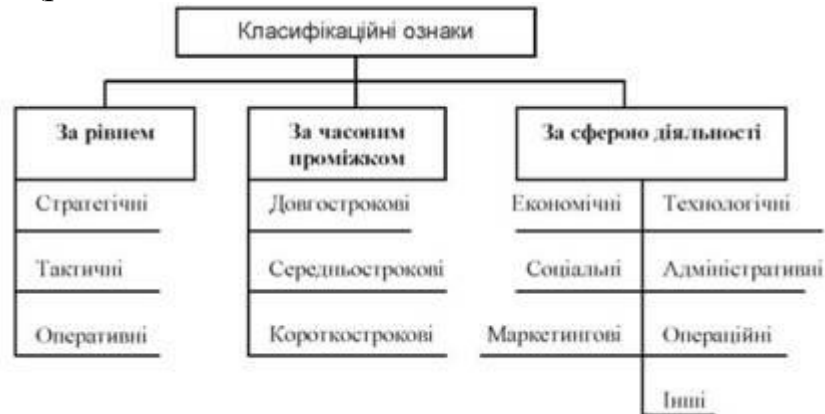 Класифікаційні ознаки
За рівнем
Стратегічні
Тактичні
Оперативні
За часовим
проміжком
Довгострокові
Середньострокові
Короткострокові
За сферою діяльності
Економічні
Соціальні
Маркетингові
Технологічні
Адміністративні
Операційні
Інші